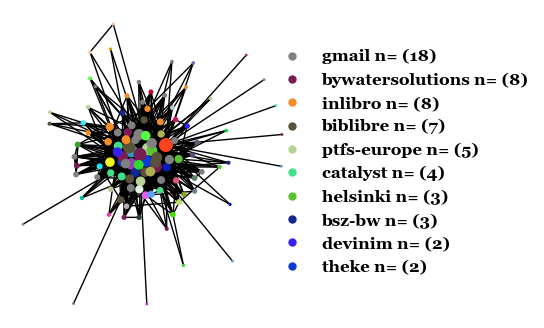 gmail n= (18)
bywatersolutions n= (8)
inlibro n= (8)
biblibre n= (7)
ptfs-europe n= (5)
catalyst n= (4)
helsinki n= (3)
bsz-bw n= (3)
devinim n= (2)
theke n= (2)